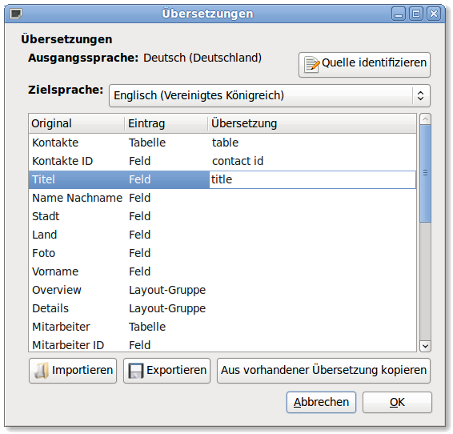 Übersetzungen
Übersetzungen
Ausgangssprache: Deutsch (Deutschland)
Quelle identifizieren
Zielsprache: Englisch (Vereinigtes Königreich)
Original Eintrag Übersetzung
Kontakte Tabelle table
Kontakte ID Feld contact id
Titel Feld title
Name Nachname Feld
Stadt Feld
Land Feld
Foto Feld
Vorname Feld
Overview Layout-Gruppe
Details Layout-Gruppe
Mitarbeiter Tabelle
Mitarbeiter ID Feld
Importieren Exportieren Aus vorhandener Übersetzung kopieren
Abbrechen OK